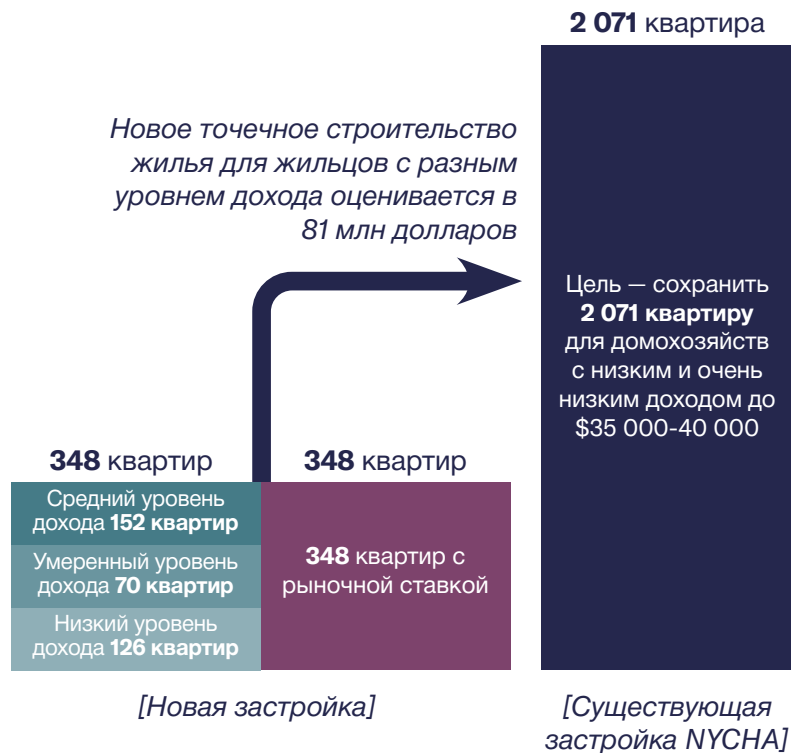 2 071 квартира
Новое точечное строительство
жилья для жильцов с разным
уровнем дохода оценивается в
81 млн долларов
Цель — сохранить
2 071 квартиру
для домохозяйств
с низким и очень
низким доходом до
$35 000-40 000
348 квартир
348 квартир
Средний уровень
дохода 152 квартир
Умеренный уровень
дохода 70 квартир
Низкий уровень
дохода 126 квартир
348 квартир с
рыночной ставкой
[Новая застройка]
[Существующая
застройка NYCHA]